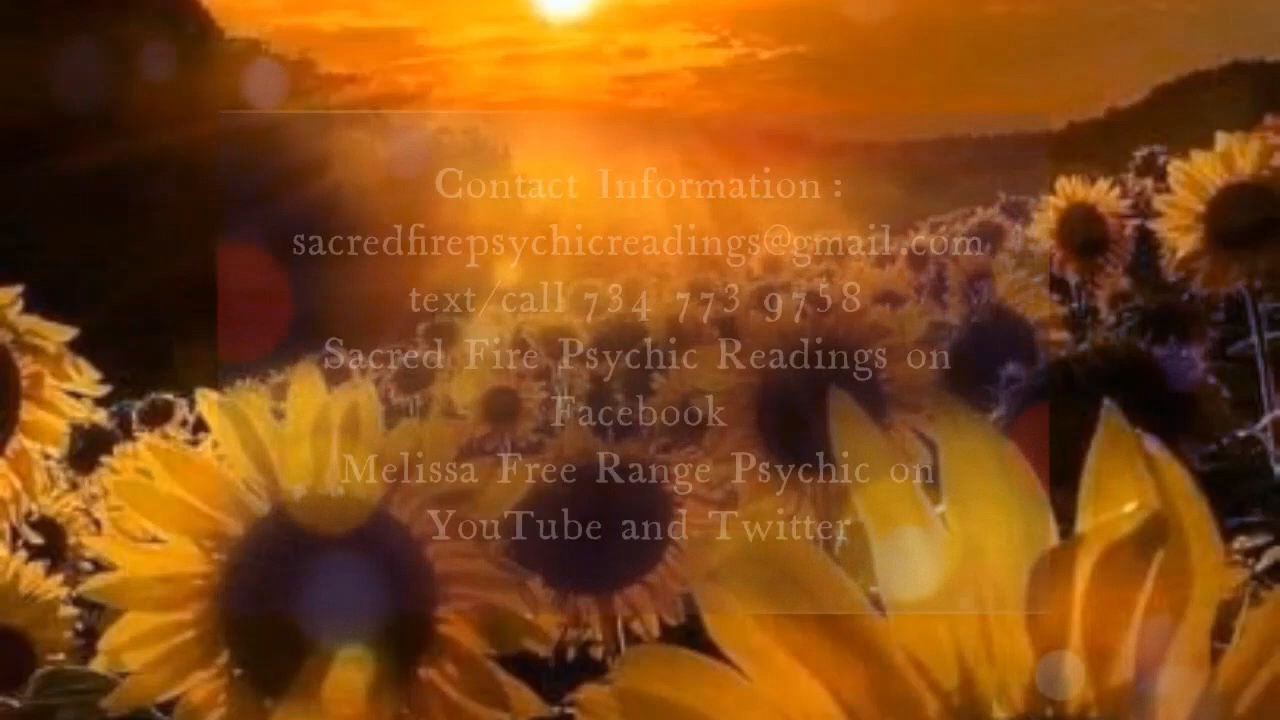 Contact Information :
sacredfirepsychicreadings@gmail.com
text/call 734 773 9758
Sacred Fire Psychic Readings on
Facebook
Melissa Free Range Psychic on
YouTube and Twitter